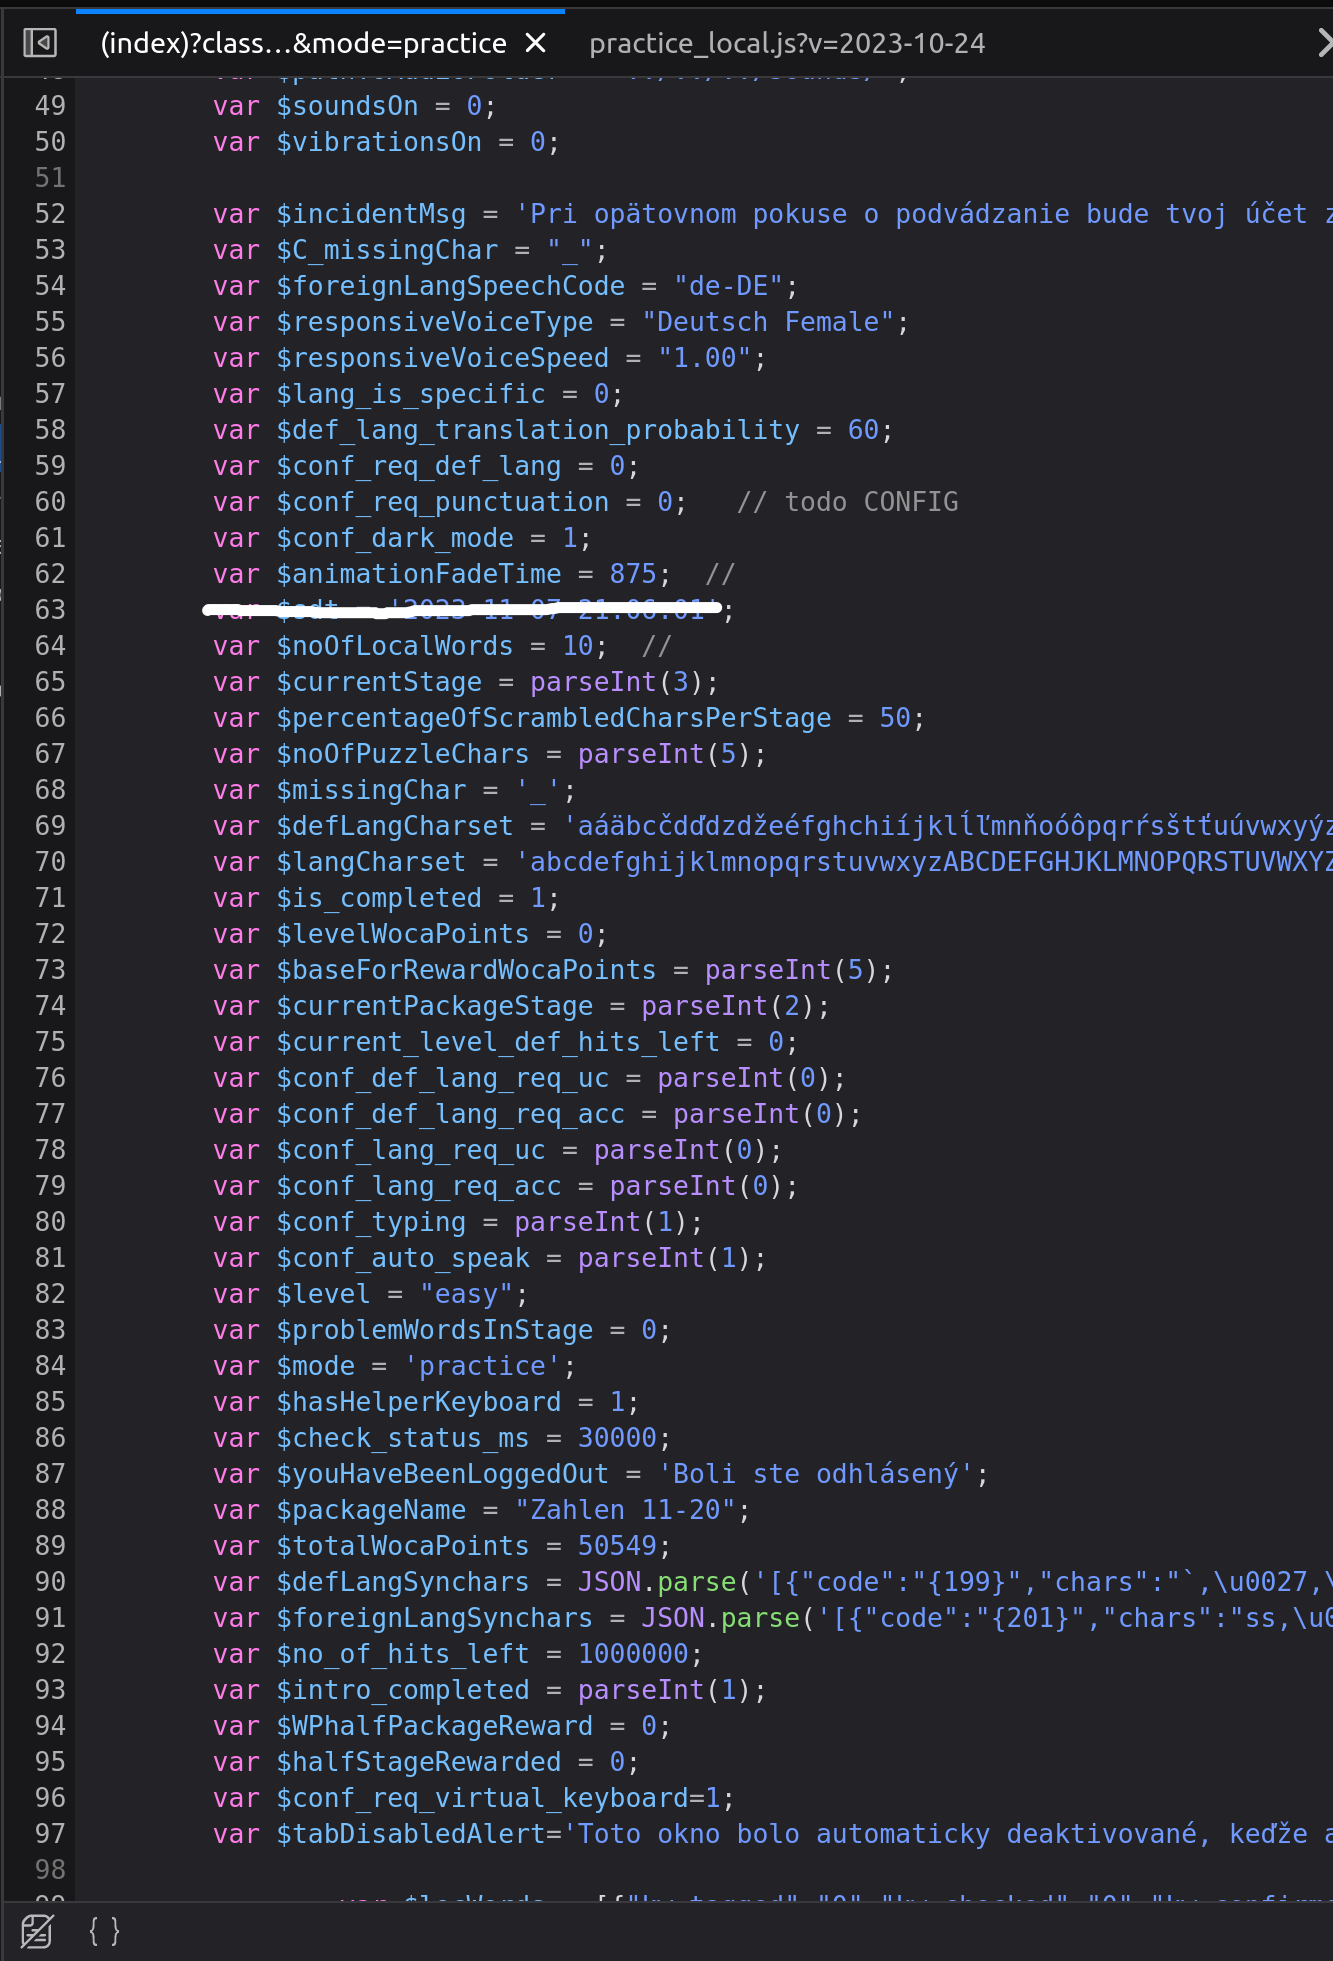 (index)?class…&mode=practice
practice_local.js?v=2023-10-24
49 var $soundsOn = 0;
50 var $vibrationsOn = 0;
51
52 var $incidentMsg = 'Pri opätovnom pokuse o podvádzanie bude tvoj účet
53 var $C_missingChar = "_";
54 var $foreignLangSpeechCode = "de-DE";
55 var $responsiveVoiceType = "Deutsch Female";
56 var $responsiveVoiceSpeed = "1.00";
57 var $lang_is_specific = 0;
58 var $def_lang_translation_probability = 60;
59 var $conf_req_def_lang = 0;
60 var $conf_req_punctuation = 0; // todo CONFIG
61 var $conf_dark_mode = 1;
62 var $animationFadeTime = 875; //
63
64 var $noOfLocalWords = 10; //
65 var $currentStage = parseInt(3);
66 var $percentageOfScrambledCharsPerStage = 50;
67 var $noOfPuzzleChars = parseInt(5);
68 var $missingChar = '_';
69 var $defLangCharset = 'aáäbcčdďdzdžeéfghchiíjklĺľmnňoóôpqrŕsštťuúvwxyýz
70 var $langCharset = 'abcdefghijklmnopqrstuvwxyzABCDEFGHJKLMNOPQRSTUVWXYZ
71 var $is_completed = 1;
72 var $levelWocaPoints = 0;
73 var $baseForRewardWocaPoints = parseInt(5);
74 var $currentPackageStage = parseInt(2);
75 var $current_level_def_hits_left = 0;
76 var $conf_def_lang_req_uc = parseInt(0);
77 var $conf_def_lang_req_acc = parseInt(0);
78 var $conf_lang_req_uc = parseInt(0);
79 var $conf_lang_req_acc = parseInt(0);
80 var $conf_typing = parseInt(1);
81 var $conf_auto_speak = parseInt(1);
82 var $level = "easy";
83 var $problemWordsInStage = 0;
84 var $mode = 'practice';
85 var $hasHelperKeyboard = 1;
86 var $check_status_ms = 30000;
87 var $youHaveBeenLoggedOut = 'Boli ste odhlásený';
88 var $packageName = "Zahlen 11-20";
89 var $totalWocaPoints = 50549;
90 var $defLangSynchars = JSON.parse('[{"code":"{199}","chars":"`,\u0027,\
91 var $foreignLangSynchars = JSON.parse('[{"code":"{201}","chars":"ss,\u0
92 var $no_of_hits_left = 1000000;
93 var $intro_completed = parseInt(1);
94 var $WPhalfPackageReward = 0;
95 var $halfStageRewarded = 0;
96 var $conf_req_virtual_keyboard=1;
97 var $tabDisabledAlert='Toto okno bolo automaticky deaktivované, keďže a
98
{ }